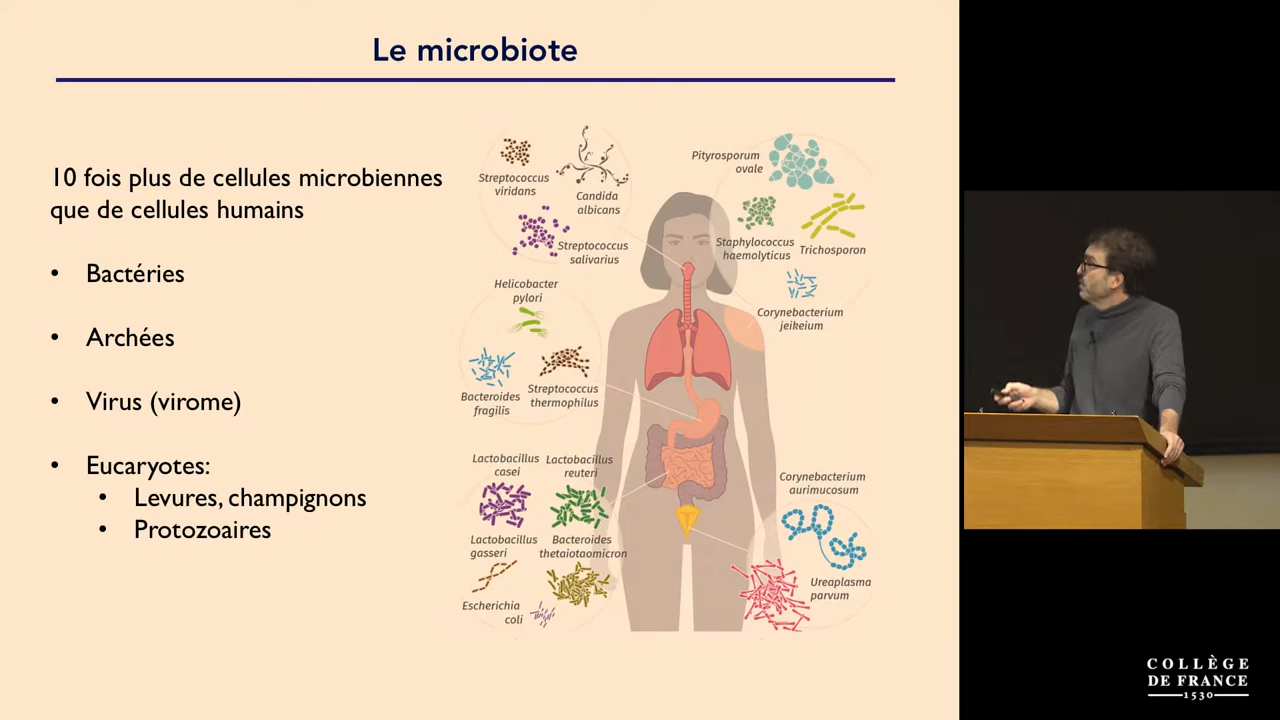 Le microbiote
10 fois plus de cellules microbiennes
que de cellules humains
• Bactéries
• Archées
• Virus (virome)
• Eucaryotes:
• Levures, champignons
• Protozoaires
Streptococcus
viridans
Candida
albicans
Streptococcus
salivarius
Pityrosporum
ovale
Staphylococcus
haemolyticus
Trichosporon
Corynebacterium
jeikeium
Helicobacter
pylori
Bacteroides
fragilis
Streptococcus
thermophilus
Lactobacillus
casei
Lactobacillus
reuteri
Lactobacillus
gasseri
Bacteroides
thetaiotaomicron
Escherichia
coli
Corynebacterium
aurimucosum
Ureaplasma
parvum
COLLÈGE
DE FRANCE
1530